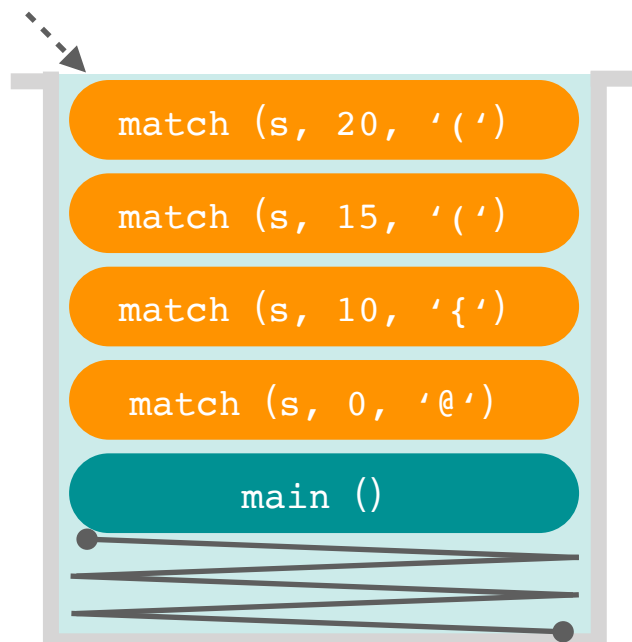 match (s, 20, ‘(‘)
match (s, 15, ‘(‘)
match (s, 10, ‘{‘)
match (s, 0, ‘@‘)
main ()